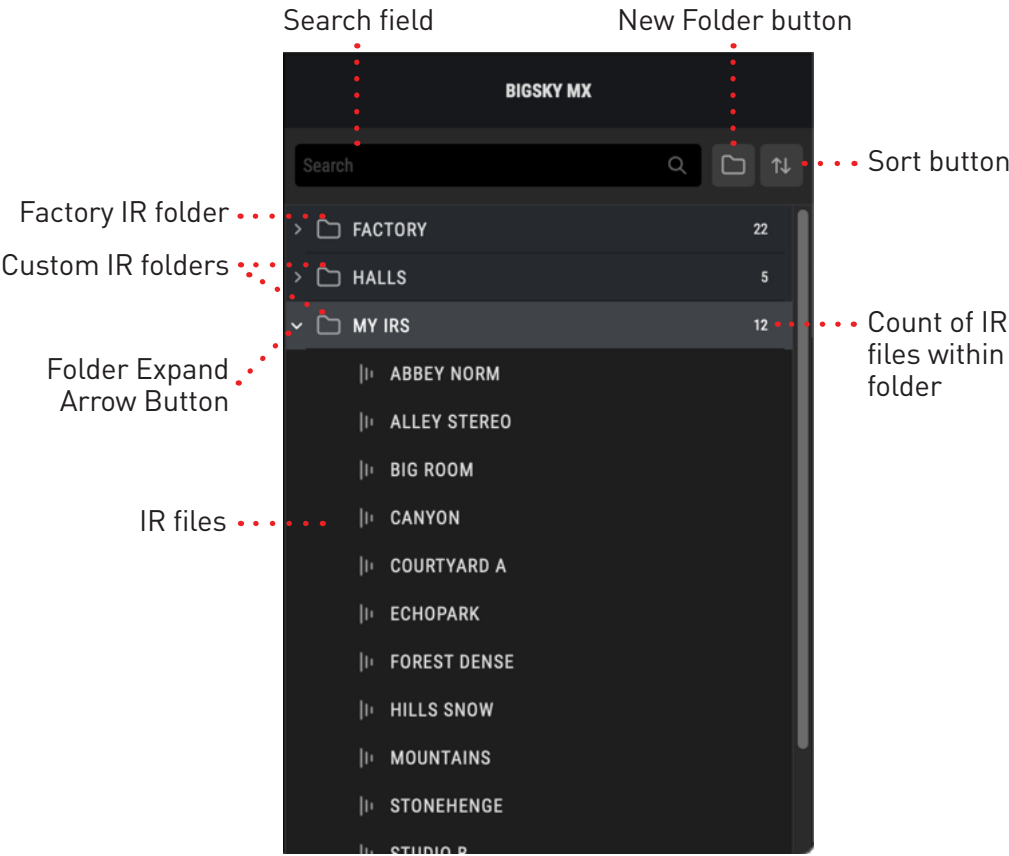 Search field
New Folder button
BIGSKY MX
Search
Sort button
Factory IR folder
FACTORY
22
Custom IR folders
HALLS
5
MY IRS
12
Count of IR
files within
folder
Folder Expand
Arrow Button
ABBEY NORM
ALLEY STEREO
BIG ROOM
IR files
CANYON
COURTYARD A
ECHOPARK
FOREST DENSE
HILLS SNOW
MOUNTAINS
STONEHENGE
STUDIO